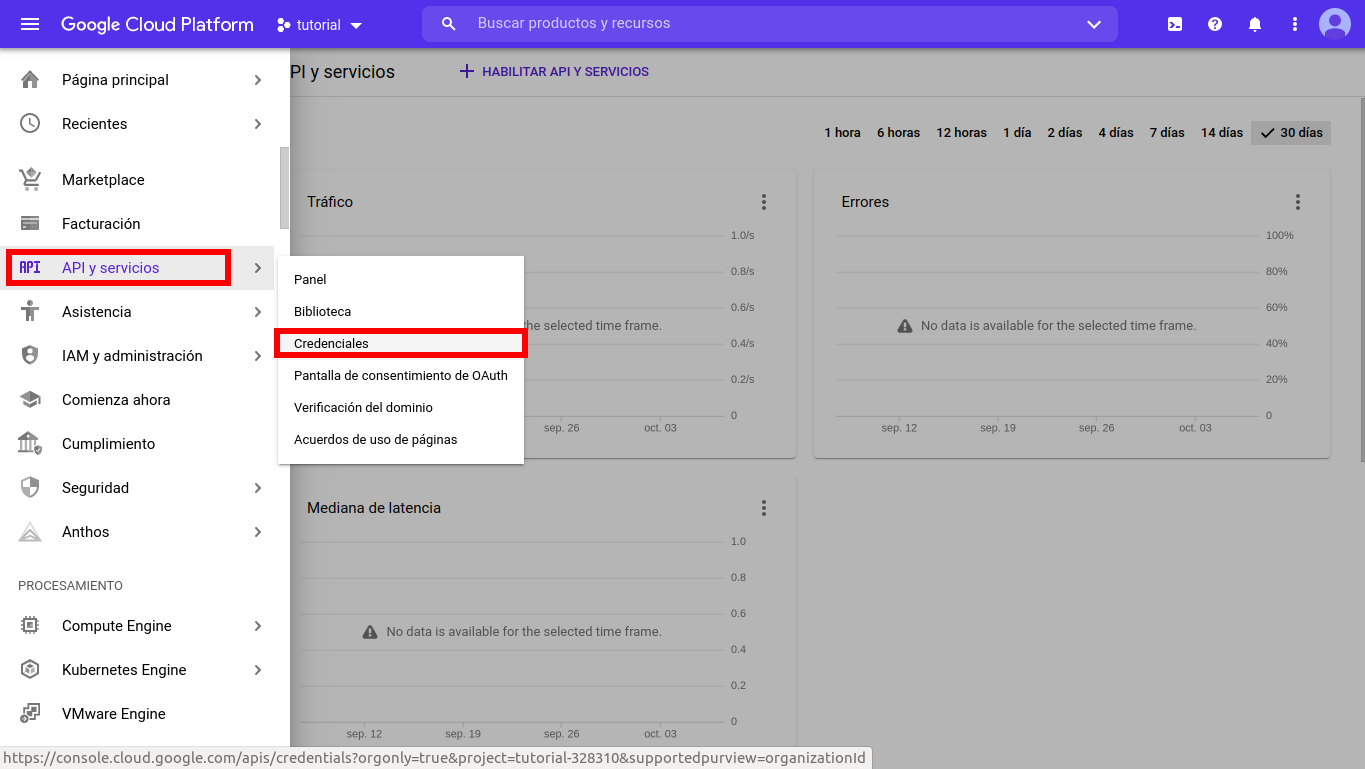 Google Cloud Platform
tutorial
Buscar productos y recursos
Página principal
Recientes
Marketplace
Facturación
API
API y servicios
Asistencia
IAM y administración
Comienza ahora
Cumplimiento
Seguridad
Anthos
PROCESAMIENTO
Compute Engine
Kubernetes Engine
VMware Engine
Panel
Biblioteca
Credenciales
Pantalla de consentimiento de OAuth
Verificación del dominio
Acuerdos de uso de páginas
PI y servicios
HABILITAR API Y SERVICIOS
1 hora 6 horas 12 horas 1 día 2 días 4 días 7 días 14 días 30 días
Tráfico
1.0/s
0.8/s
0.6/s
he selected time frame.
0.4/s
0.2/s
0
sep. 26 oct. 03
Errores
100%
80%
60%
No data is available for the selected time frame.
40%
20%
0
sep. 12 sep. 19 sep. 26 oct. 03
Mediana de latencia
1.0
0.8
0.6
No data is available for the selected time frame.
0.4
0.2
0
sep. 12 sep. 19 sep. 26 oct. 03
https://console.cloud.google.com/apis/credentials?orgonly=true&project=tutorial-328310&supportedpurview=organizationId